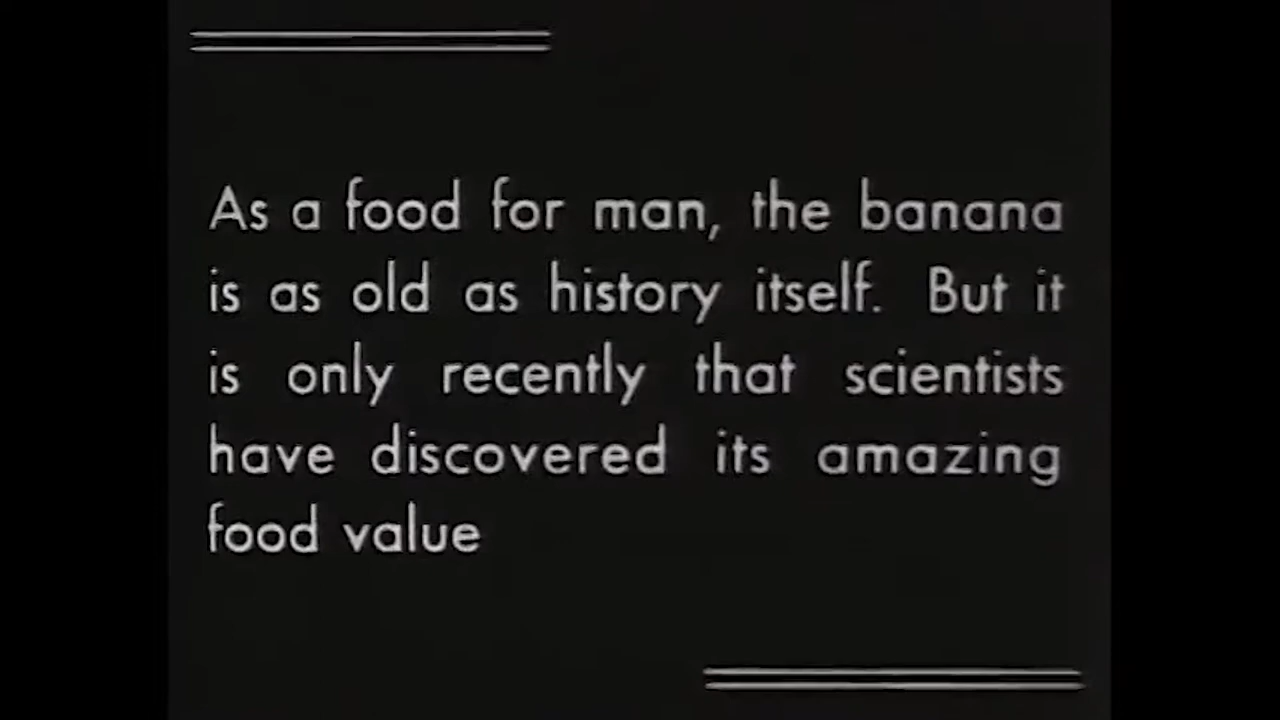 As a food for man, the banana
is as old as history itself. But it
is only recently that scientists
have discovered its amazing
food value